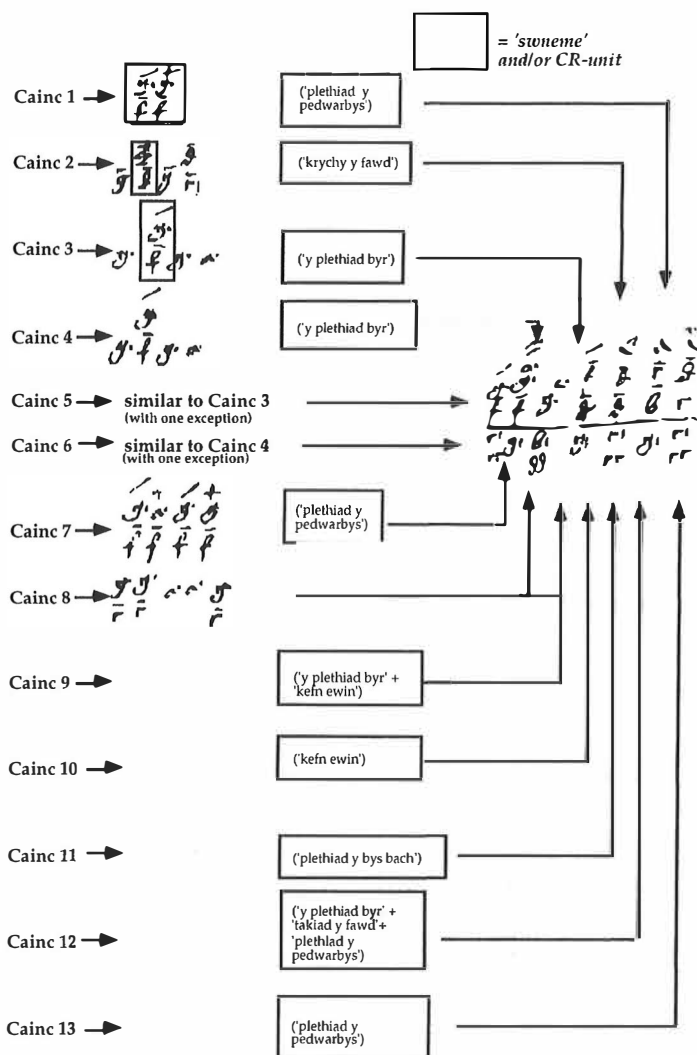 = 'swneme'
and/or CR-unit
Cainc 1
('plethiad y
pedwarbys')
Cainc 2
('krychy y fawd')
Cainc 3
('y plethiad byr')
Cainc 4
('y plethiad byr')
Cainc 5 similar to Cainc 3
(with one exception)
Cainc 6 similar to Cainc 4
(with one exception)
Cainc 7
('plethiad y
pedwarbys')
Cainc 8
Cainc 9
('y plethiad byr' +
'kefn ewin')
Cainc 10
('kefn ewin')
Cainc 11
('plethiad y bys bach')
Cainc 12
('y plethiad byr' +
'takiad y fawd'+
'plethlad y
pedwarbys')
Cainc 13
('plethiad y
pedwarbys')